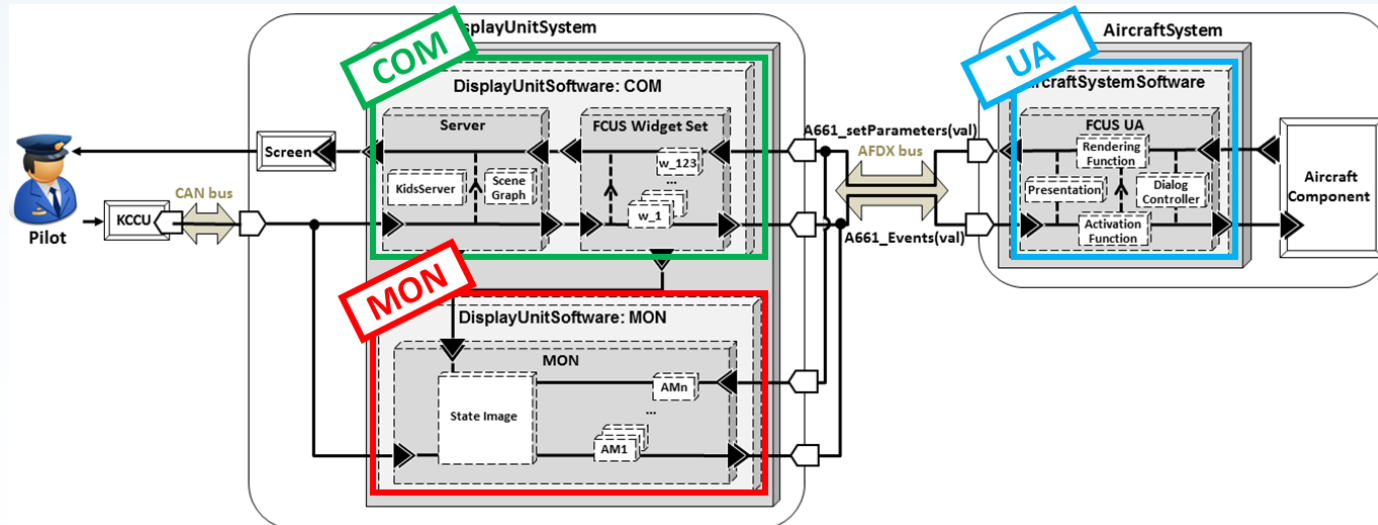 DisplayUnitSystem
AircraftSystem
COM
UA
DisplayUnitSoftware: COM
AircraftSystemSoftware
Server
FCUS Widget Set
A661_setParameters(val)
FCUS UA
Screen
w_123
AFDX bus
Rendering
Function
KidsServer
Scene
Graph
...
Presentation
Dialog
Controller
Aircraft
Component
CAN bus
w_1
KCCU
Pilot
A661_Events(val)
Activation
Function
MON
DisplayUnitSoftware: MON
MON
State Image
AMn
...
AM1